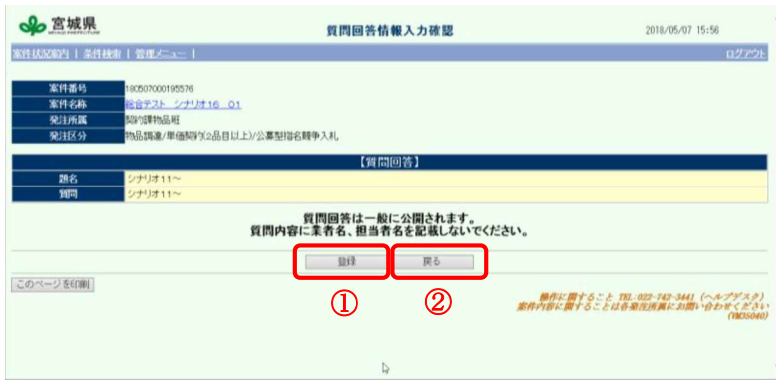 宮城県
MIYAGI PREFECTURE
質問回答情報入力確認
2018/05/07 15:56
案件状況案内 | 条件検索 | 管理メニュー |
ログアウト
案件番号 180507000195576
案件名称 総合テスト シナリオ16_01
発注所属 契約課物品班
発注区分 物品調達/単価契約(2品目以上)/公募型指名競争入札
【質問回答】
題名 シナリオ11～
質問 シナリオ11～
質問回答は一般に公開されます。
質問内容に業者名、担当者名を記載しないでください。
登録 戻る
① ②
このページを印刷
操作に関すること TEL:022-742-3441 (ヘルプデスク)
案件内容に関することは各発注所属にお問い合わせください
(YM35040)